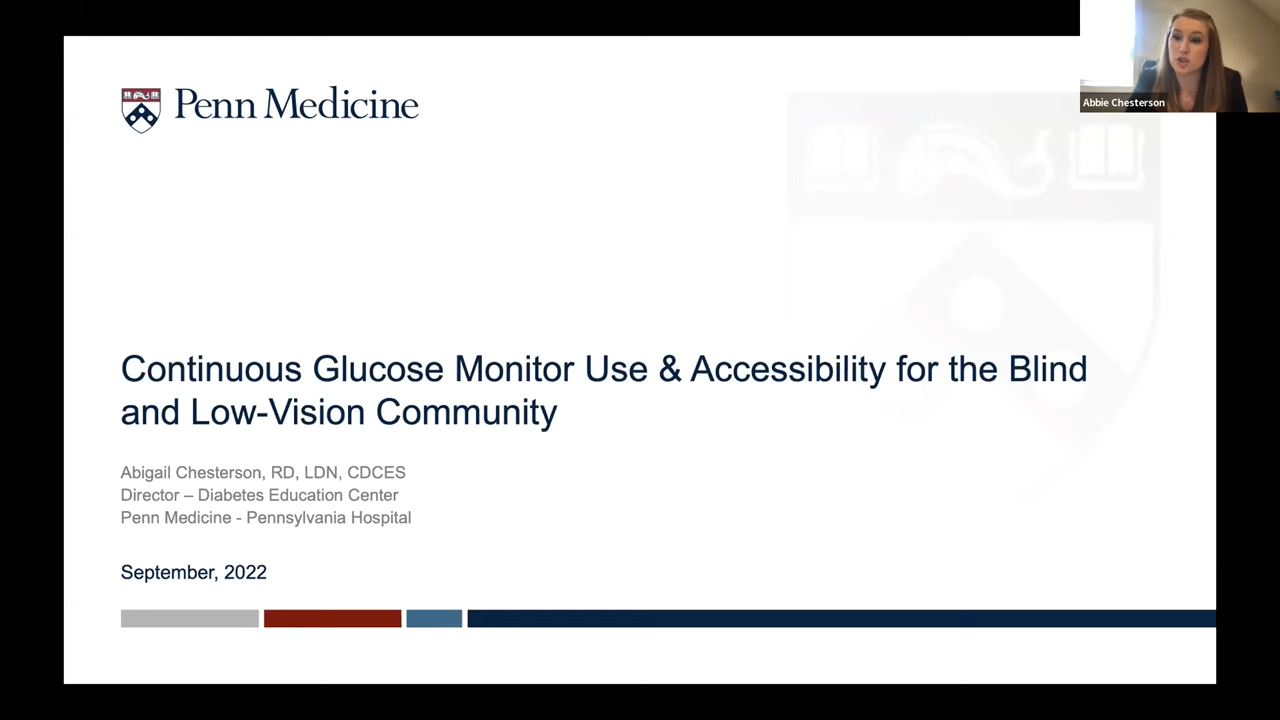 Penn Medicine
Abbie Chesterson
Continuous Glucose Monitor Use & Accessibility for the Blind
and Low-Vision Community
Abigail Chesterson, RD, LDN, CDCES
Director – Diabetes Education Center
Penn Medicine - Pennsylvania Hospital
September, 2022